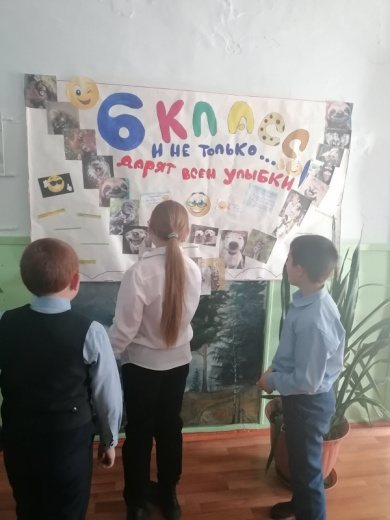 6 класс
и не только...
дарят всем улыбки